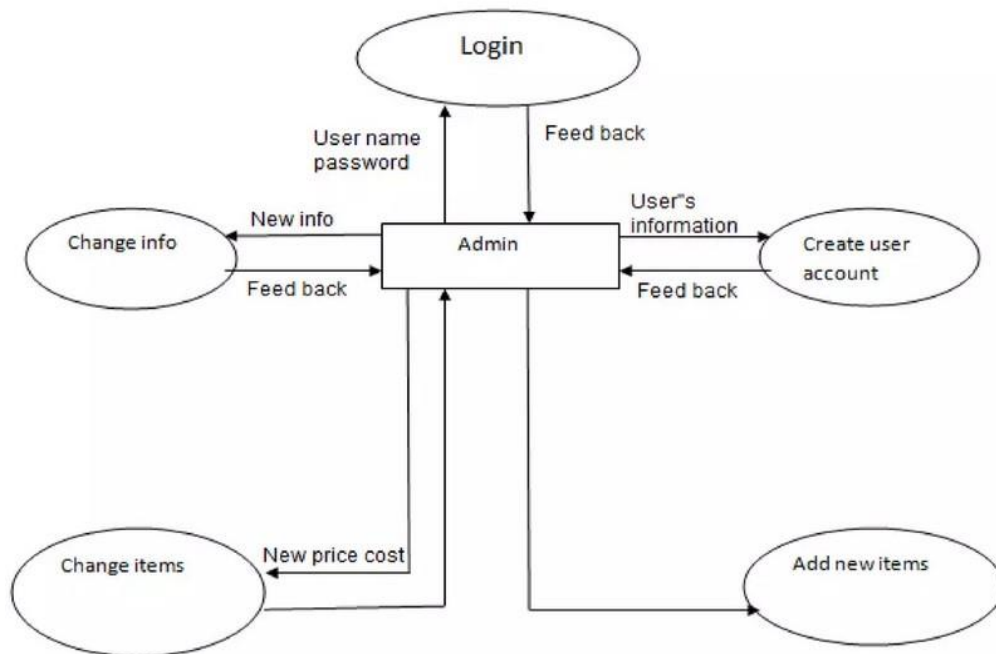 Login
User name
password
Feed back
New info
Change info
Feed back
Admin
User"s
information
Feed back
Create user
account
Change items
New price cost
Add new items